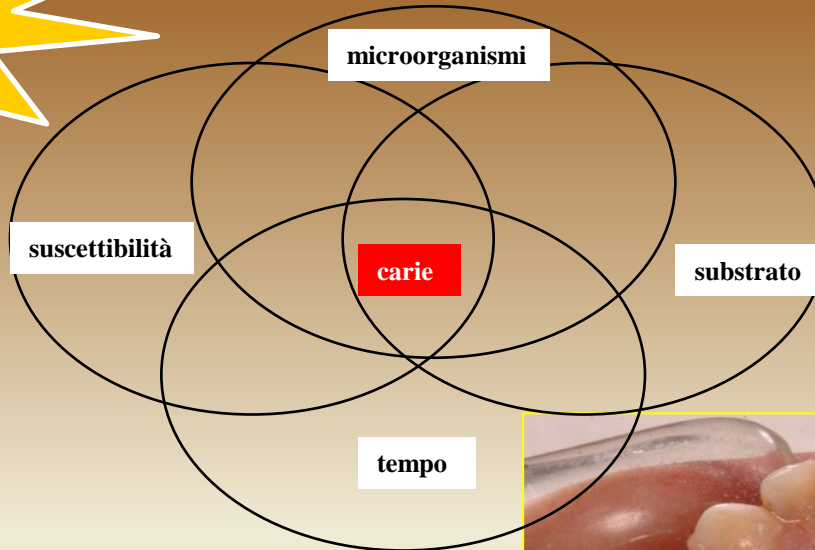 microorganismi
suscettibilità
carie
substrato
tempo